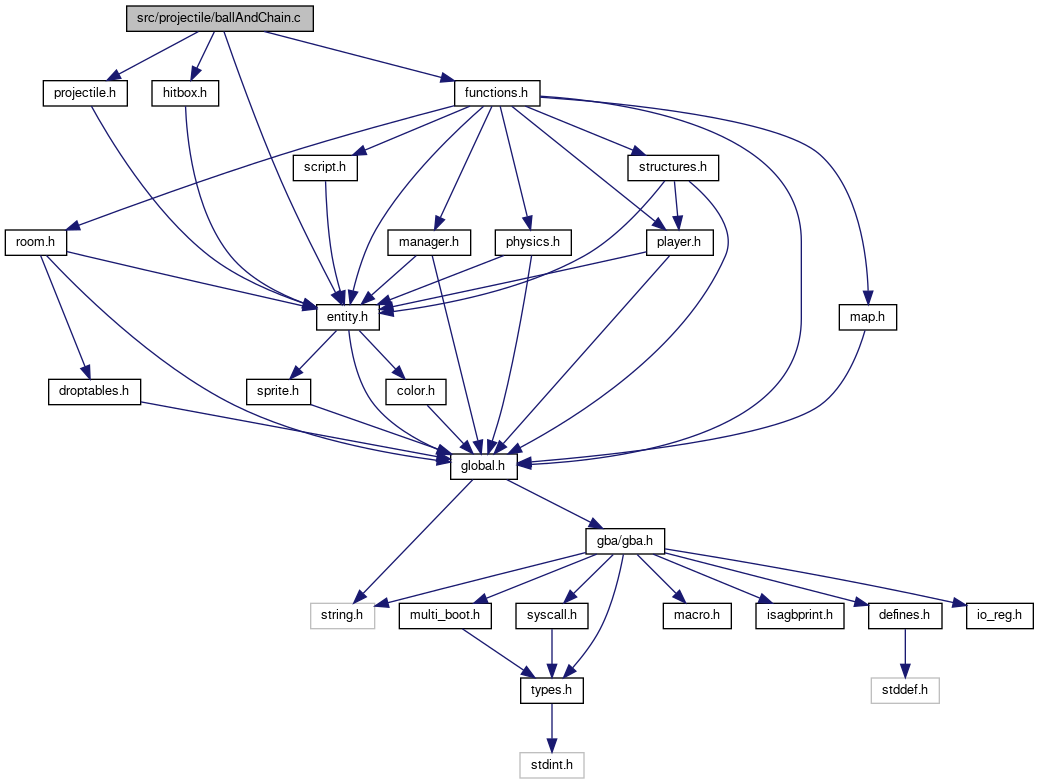 src/projectile/ballAndChain.c
projectile.h
hitbox.h
functions.h
script.h
structures.h
room.h
manager.h
physics.h
player.h
entity.h
map.h
droptables.h
sprite.h
color.h
global.h
gba/gba.h
string.h
multi_boot.h
syscall.h
macro.h
isagbprint.h
defines.h
io_reg.h
types.h
stddef.h
stdint.h